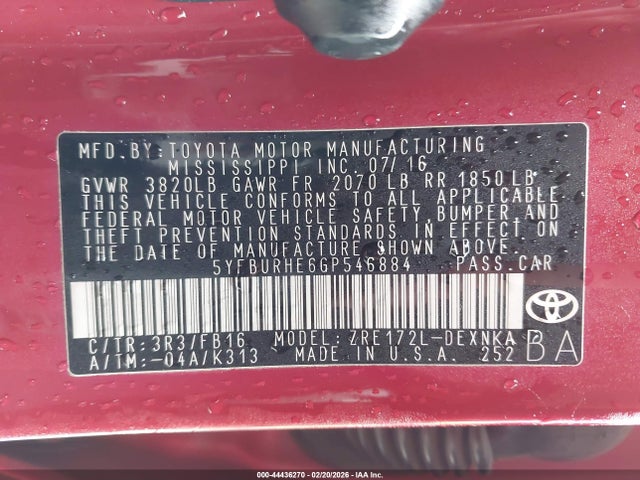 MFD.BY:TOYOTA MOTOR MANUFACTURING
MISSISSIPPI INC.07/16
GVWR 3820LB GAWR FR 2070LB RR 1850LB
THIS VEHICLE CONFORMS TO ALL APPLICABLE
FEDERAL MOTOR VEHICLE SAFETY,BUMPER,AND
THEFT PREVENTION STANDARDS IN EFFECT ON
THE DATE OF MANUFACTURE SHOWN ABOVE.
5YFBURHE6GP546884 PASS.CAR
C/TR:3R3/FB16 MODEL:ZRE172L-DEXNKA
A/TM:-04A/K313 MADE IN U.S.A. 252 BA
000-44436270 - 02/20/2026 - IAA Inc.